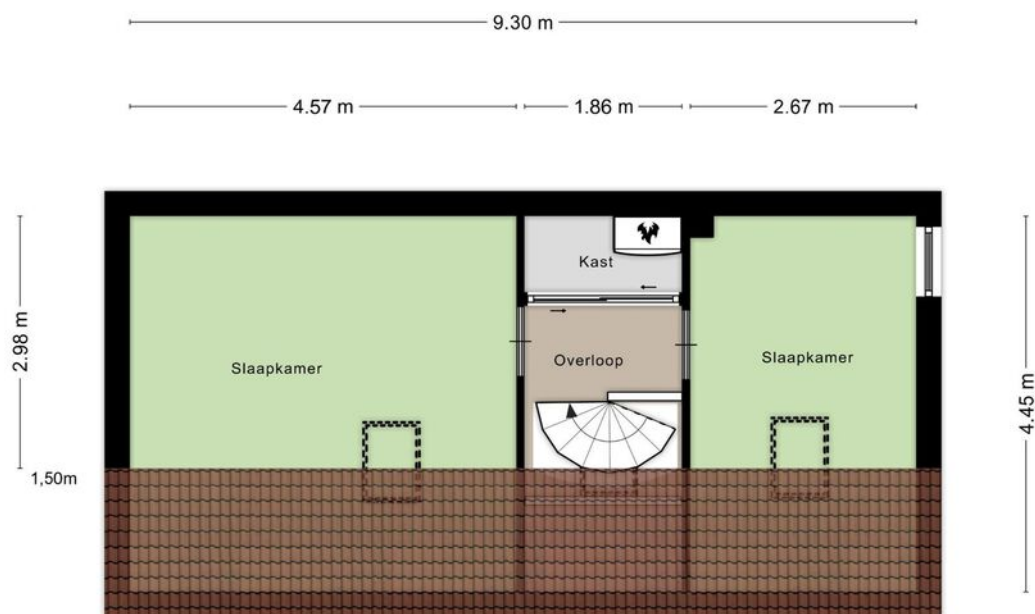 9.30 m
4.57 m
1.86 m
2.67 m
Kast
2.98 m
Slaapkamer
Overloop
Slaapkamer
4.45 m
1,50m